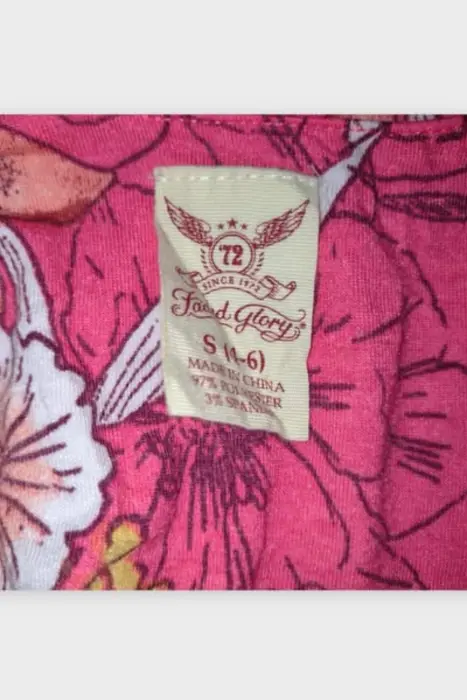 '72
SINCE 1972
Faded Glory®
S (4-6)
MADE IN CHINA
97% POLYESTER
3% SPANDEX